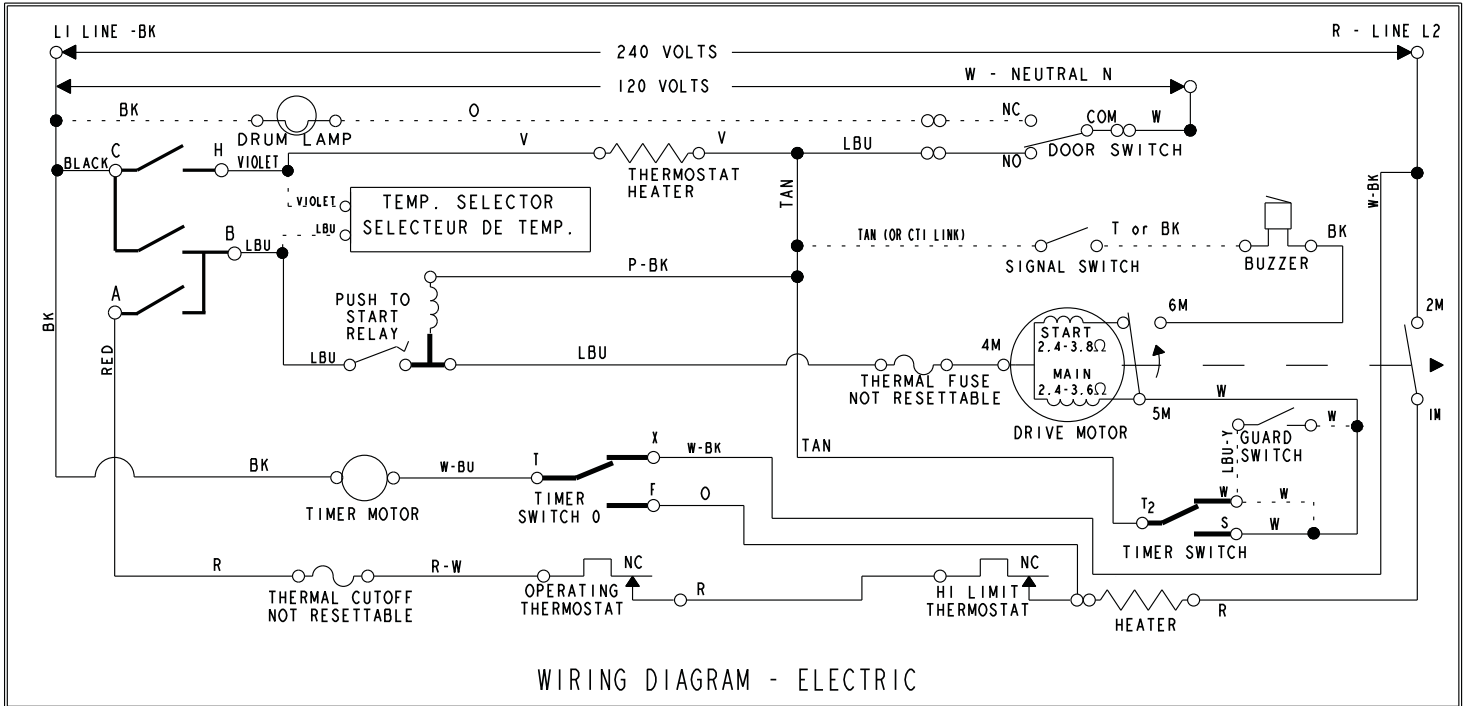 L1 LINE -BK
R - LINE L2
240 VOLTS
W - NEUTRAL N
120 VOLTS
BK
O
NC
COM
W
DRUM LAMP
C
H
V
V
LBU
NO
DOOR SWITCH
BLACK
VIOLET
THERMOSTAT
HEATER
TAN
W-BK
VIOLET
TEMP. SELECTOR
LBU
SELECTEUR DE TEMP.
B
LBU
TAN (OR CTI LINK)
T or BK
BK
SIGNAL SWITCH
BUZZER
P-BK
A
PUSH TO
START
RELAY
BK
RED
LBU
LBU
4M
START
2.4-3.8Ω
MAIN
2.4-3.6Ω
6M
2M
THERMAL FUSE
NOT RESETTABLE
5M
W
1M
DRIVE MOTOR
LBU-Y
GUARD
SWITCH
W
BK
W-BU
T
X
W-BK
TAN
TIMER MOTOR
TIMER
SWITCH O
F
O
T2
W
W
S
W
TIMER SWITCH
R
R-W
NC
NC
THERMAL CUTOFF
NOT RESETTABLE
OPERATING
THERMOSTAT
R
HI LIMIT
THERMOSTAT
HEATER
R
WIRING DIAGRAM - ELECTRIC